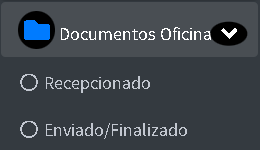 Documentos Oficina
Recepcionado
Enviado/Finalizado